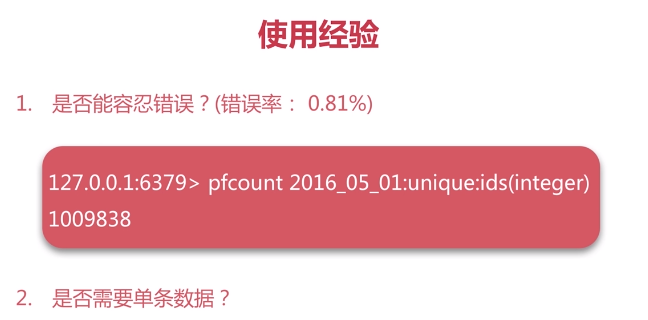 使用经验
1. 是否能容忍错误？(错误率： 0.81%)
127.0.0.1:6379> pfcount 2016_05_01:unique:ids(integer)
1009838
2. 是否需要单条数据？